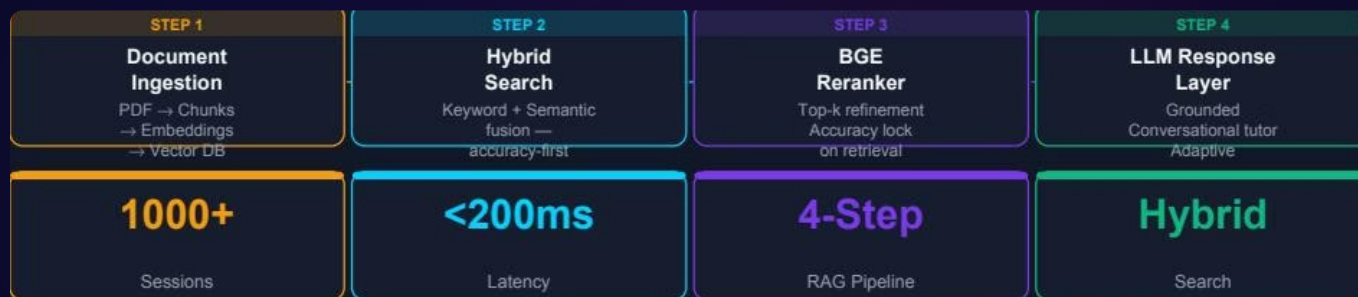 STEP 1
Document
Ingestion
PDF → Chunks
→ Embeddings
→ Vector DB
STEP 2
Hybrid
Search
Keyword + Semantic
fusion —
accuracy-first
STEP 3
BGE
Reranker
Top-k refinement
Accuracy lock
on retrieval
STEP 4
LLM Response
Layer
Grounded
Conversational tutor
Adaptive
1000+
Sessions
<200ms
Latency
4-Step
RAG Pipeline
Hybrid
Search